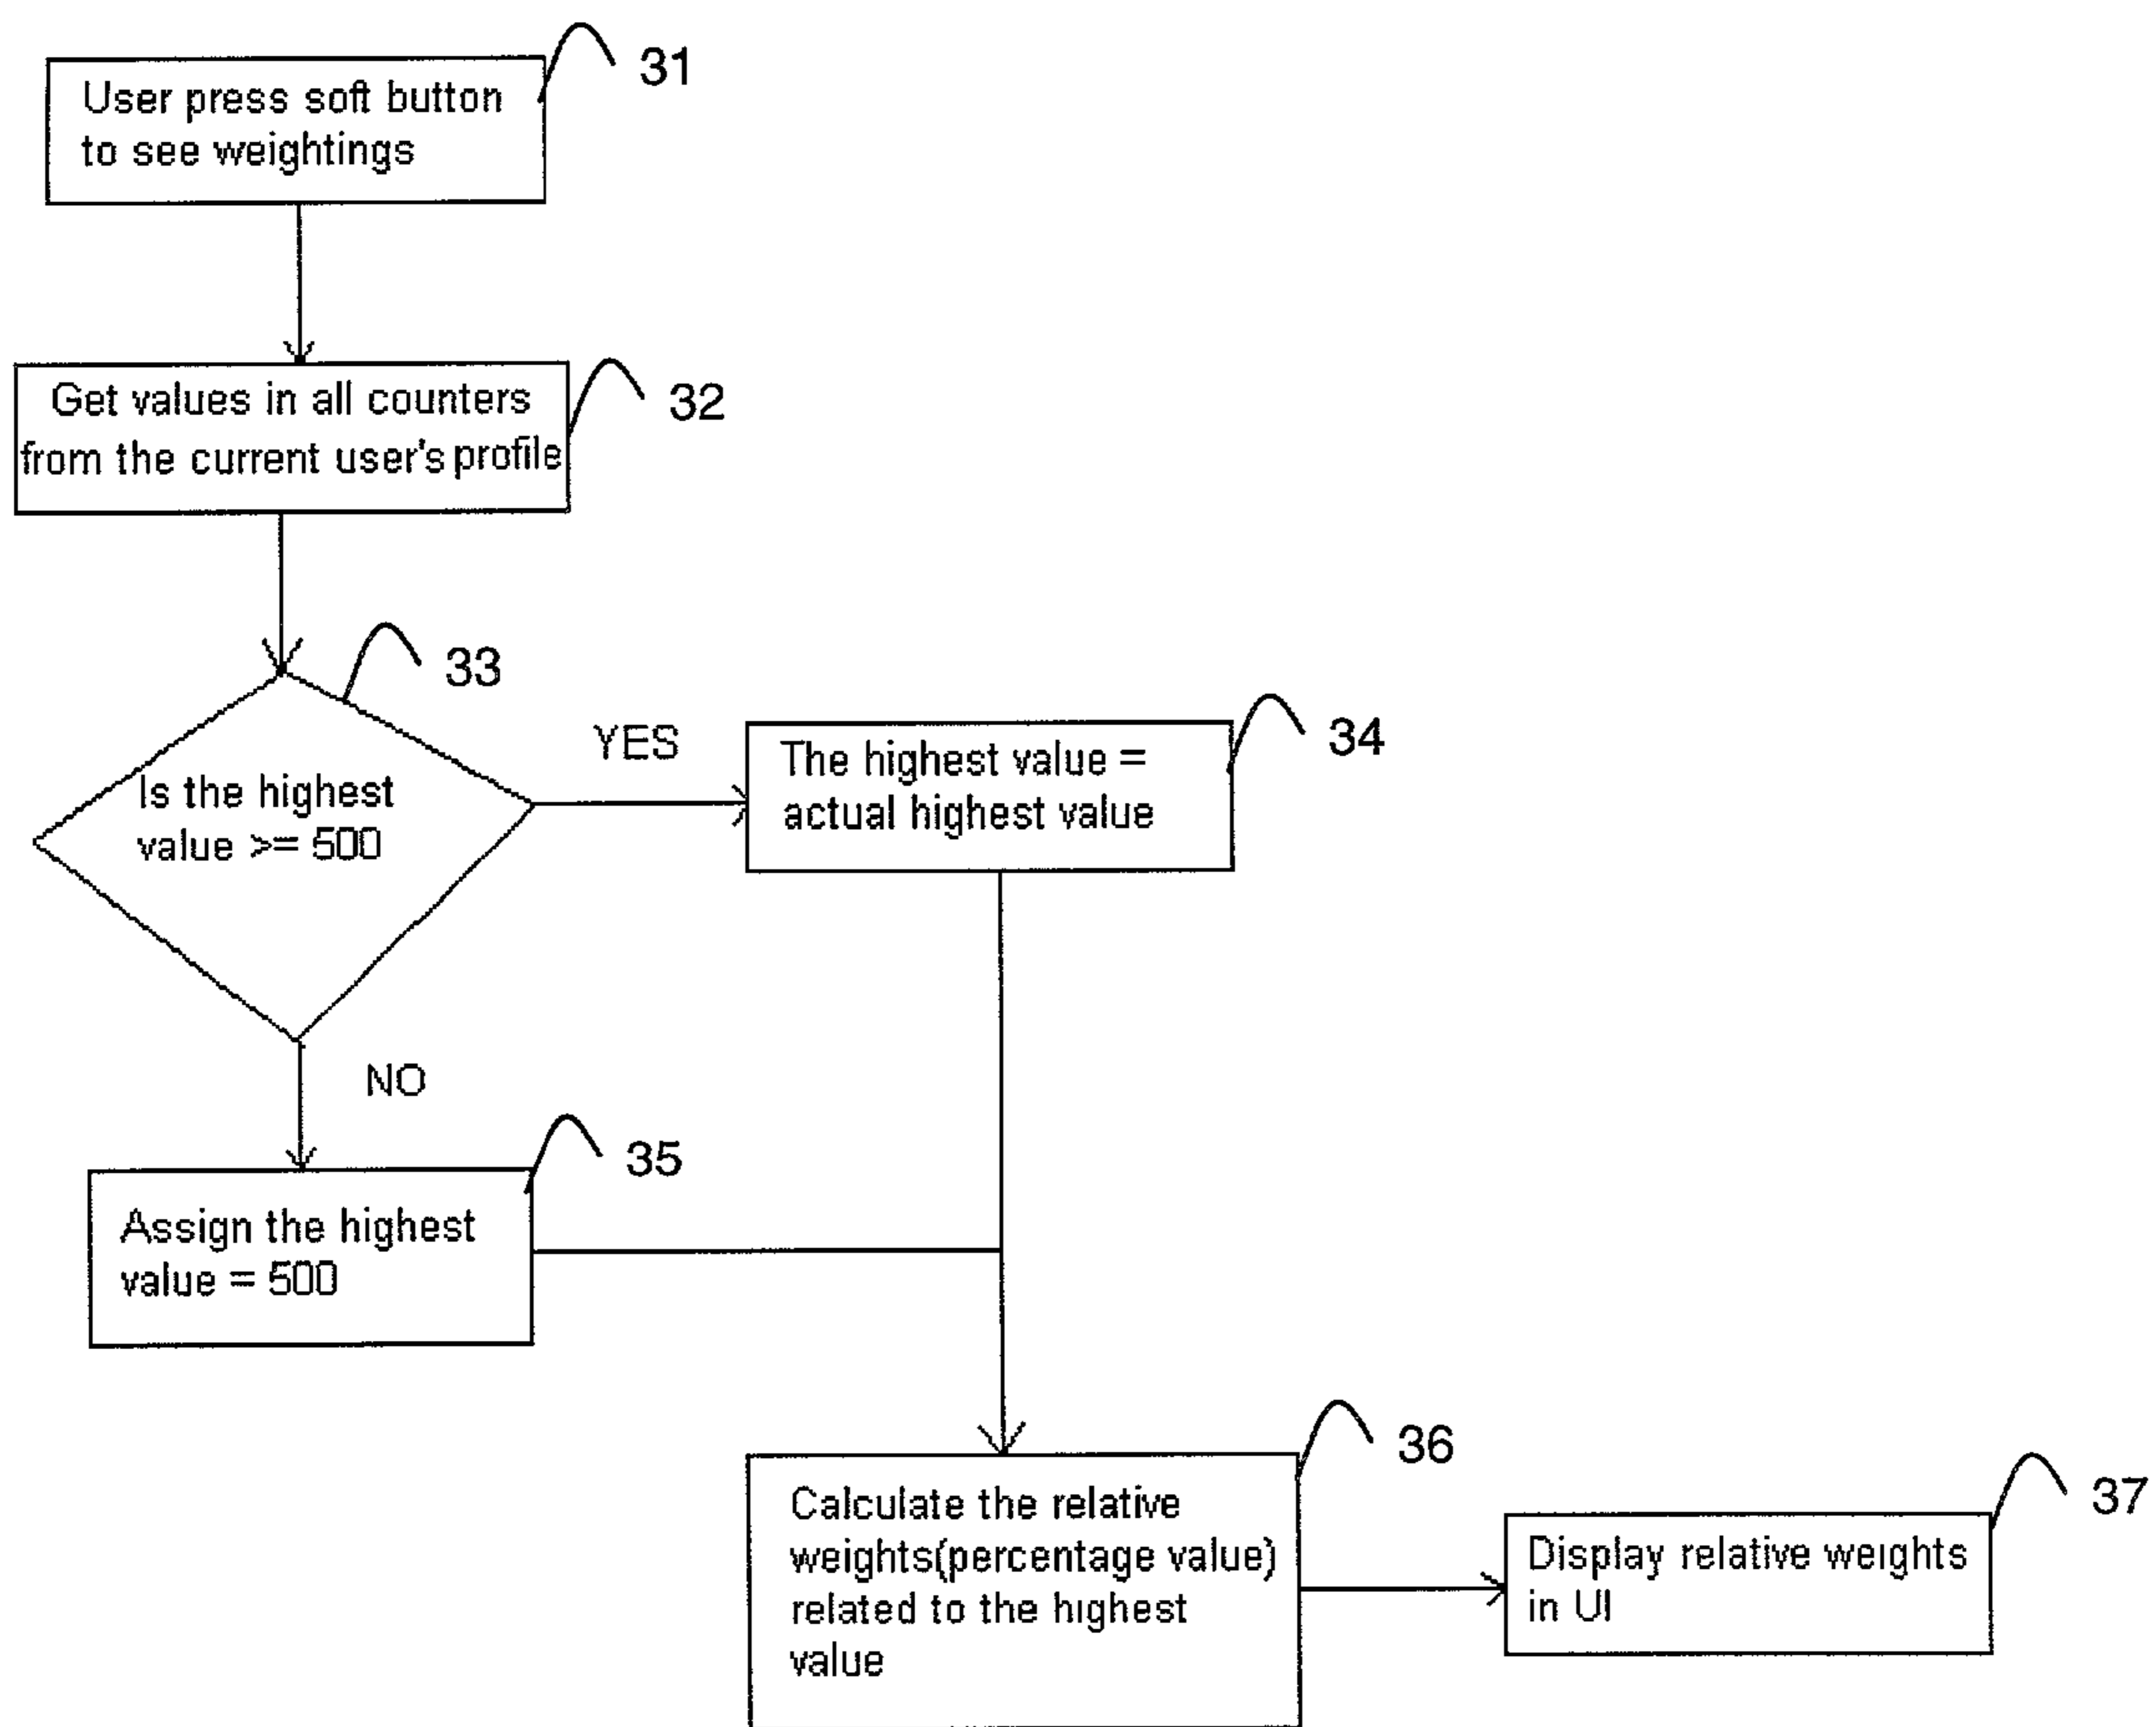 31
User press soft button
to see weightings
32
Get values in all counters
from the current user's profile
33
Is the highest
value >= 500
YES
34
The highest value =
actual highest value
NO
35
Assign the highest
value = 500
36
Calculate the relative
weights(percentage value)
related to the highest
value
37
Display relative weights
in UI